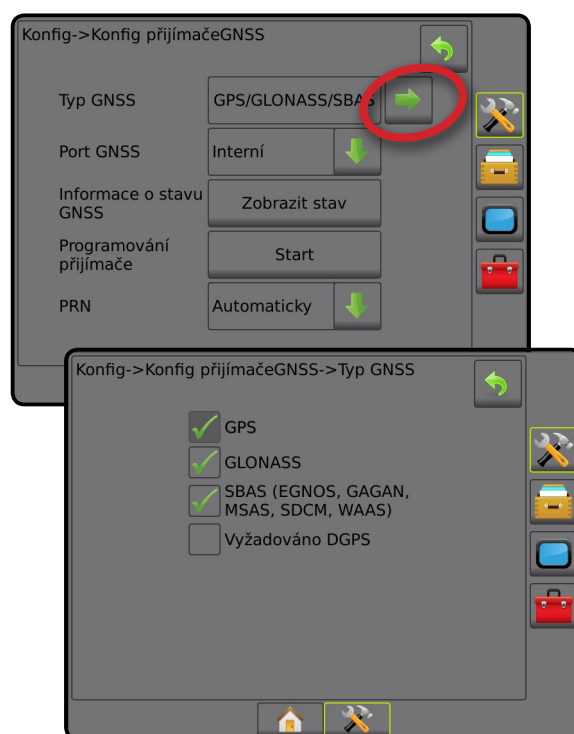 Konfig->Konfig přijímačeGNSS
Typ GNSS
GPS/GLONASS/SBAS
Port GNSS
Interní
Informace o stavu
GNSS
Zobrazit stav
Programování
přijímače
Start
PRN
Automaticky
Konfig->Konfig přijímačeGNSS->Typ GNSS
GPS
GLONASS
SBAS (EGNOS, GAGAN,
MSAS, SDCM, WAAS)
Vyžadováno DGPS